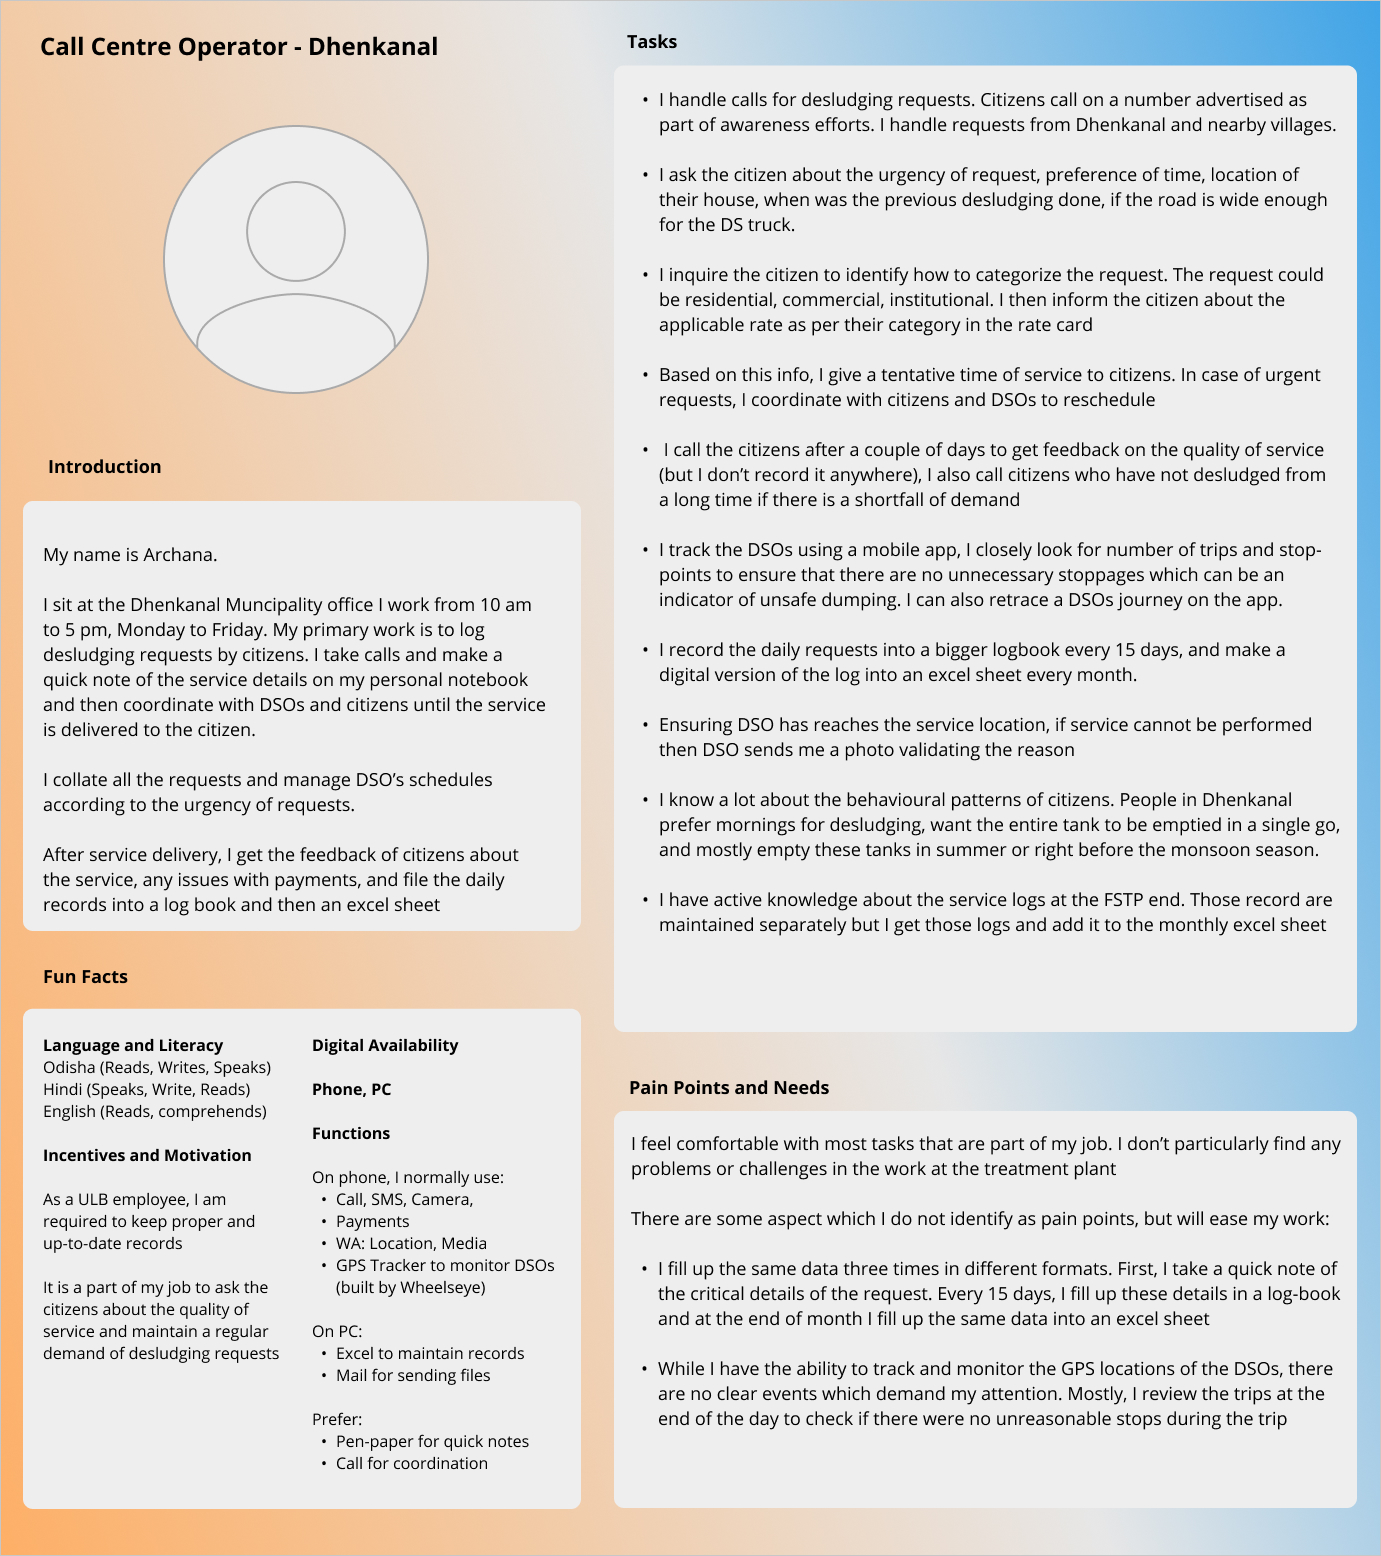 Call Centre Operator - Dhenkanal
Introduction
My name is Archana.
I sit at the Dhenkanal Muncipality office I work from 10 am
to 5 pm, Monday to Friday. My primary work is to log
desludging requests by citizens. I take calls and make a
quick note of the service details on my personal notebook
and then coordinate with DSOs and citizens until the service
is delivered to the citizen.
I collate all the requests and manage DSO’s schedules
according to the urgency of requests.
After service delivery, I get the feedback of citizens about
the service, any issues with payments, and file the daily
records into a log book and then an excel sheet
Fun Facts
Language and Literacy
Odisha (Reads, Writes, Speaks)
Hindi (Speaks, Write, Reads)
English (Reads, comprehends)
Incentives and Motivation
As a ULB employee, I am
required to keep proper and
up-to-date records
It is a part of my job to ask the
citizens about the quality of
service and maintain a regular
demand of desludging requests
Digital Availability
Phone, PC
Functions
On phone, I normally use:
• Call, SMS, Camera,
• Payments
• WA: Location, Media
• GPS Tracker to monitor DSOs
(built by Wheelseye)
On PC:
• Excel to maintain records
• Mail for sending files
Prefer:
• Pen-paper for quick notes
• Call for coordination
Tasks
• I handle calls for desludging requests. Citizens call on a number advertised as
part of awareness efforts. I handle requests from Dhenkanal and nearby villages.
• I ask the citizen about the urgency of request, preference of time, location of
their house, when was the previous desludging done, if the road is wide enough
for the DS truck.
• I inquire the citizen to identify how to categorize the request. The request could
be residential, commercial, institutional. I then inform the citizen about the
applicable rate as per their category in the rate card
• Based on this info, I give a tentative time of service to citizens. In case of urgent
requests, I coordinate with citizens and DSOs to reschedule
• I call the citizens after a couple of days to get feedback on the quality of service
(but I don’t record it anywhere), I also call citizens who have not desludged from
a long time if there is a shortfall of demand
• I track the DSOs using a mobile app, I closely look for number of trips and stop-
points to ensure that there are no unnecessary stoppages which can be an
indicator of unsafe dumping. I can also retrace a DSOs journey on the app.
• I record the daily requests into a bigger logbook every 15 days, and make a
digital version of the log into an excel sheet every month.
• Ensuring DSO has reaches the service location, if service cannot be performed
then DSO sends me a photo validating the reason
• I know a lot about the behavioural patterns of citizens. People in Dhenkanal
prefer mornings for desludging, want the entire tank to be emptied in a single go,
and mostly empty these tanks in summer or right before the monsoon season.
• I have active knowledge about the service logs at the FSTP end. Those record are
maintained separately but I get those logs and add it to the monthly excel sheet
Pain Points and Needs
I feel comfortable with most tasks that are part of my job. I don’t particularly find any
problems or challenges in the work at the treatment plant
There are some aspect which I do not identify as pain points, but will ease my work:
• I fill up the same data three times in different formats. First, I take a quick note of
the critical details of the request. Every 15 days, I fill up these details in a log-book
and at the end of month I fill up the same data into an excel sheet
• While I have the ability to track and monitor the GPS locations of the DSOs, there
are no clear events which demand my attention. Mostly, I review the trips at the
end of the day to check if there were no unreasonable stops during the trip